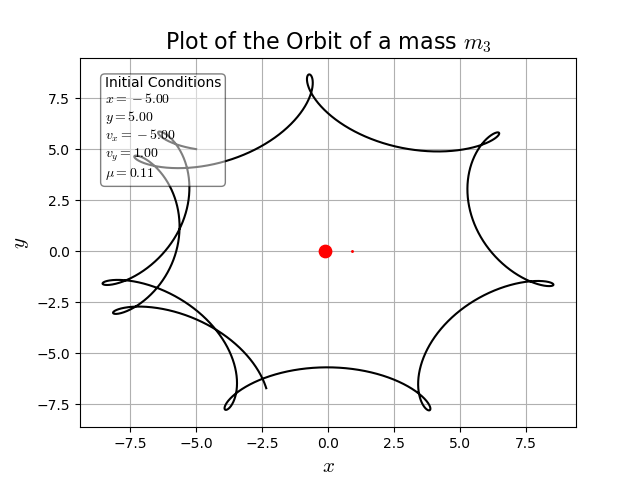 Plot of the Orbit of a mass m₃
Initial Conditions
x = −5.00
y = 5.00
vₓ = −5.00
v_y = 1.00
μ = 0.11
7.5
5.0
2.5
0.0
−2.5
−5.0
−7.5
y
−7.5 −5.0 −2.5 0.0 2.5 5.0 7.5
x